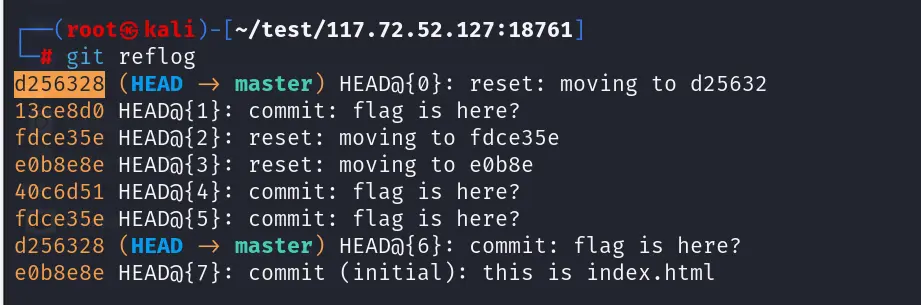 ┌──(root㉿kali)-[~/test/117.72.52.127:18761]
└─# git reflog
d256328 (HEAD → master) HEAD@{0}: reset: moving to d25632
13ce8d0 HEAD@{1}: commit: flag is here?
fdce35e HEAD@{2}: reset: moving to fdce35e
e0b8e8e HEAD@{3}: reset: moving to e0b8e
40c6d51 HEAD@{4}: commit: flag is here?
fdce35e HEAD@{5}: commit: flag is here?
d256328 (HEAD → master) HEAD@{6}: commit: flag is here?
e0b8e8e HEAD@{7}: commit (initial): this is index.html